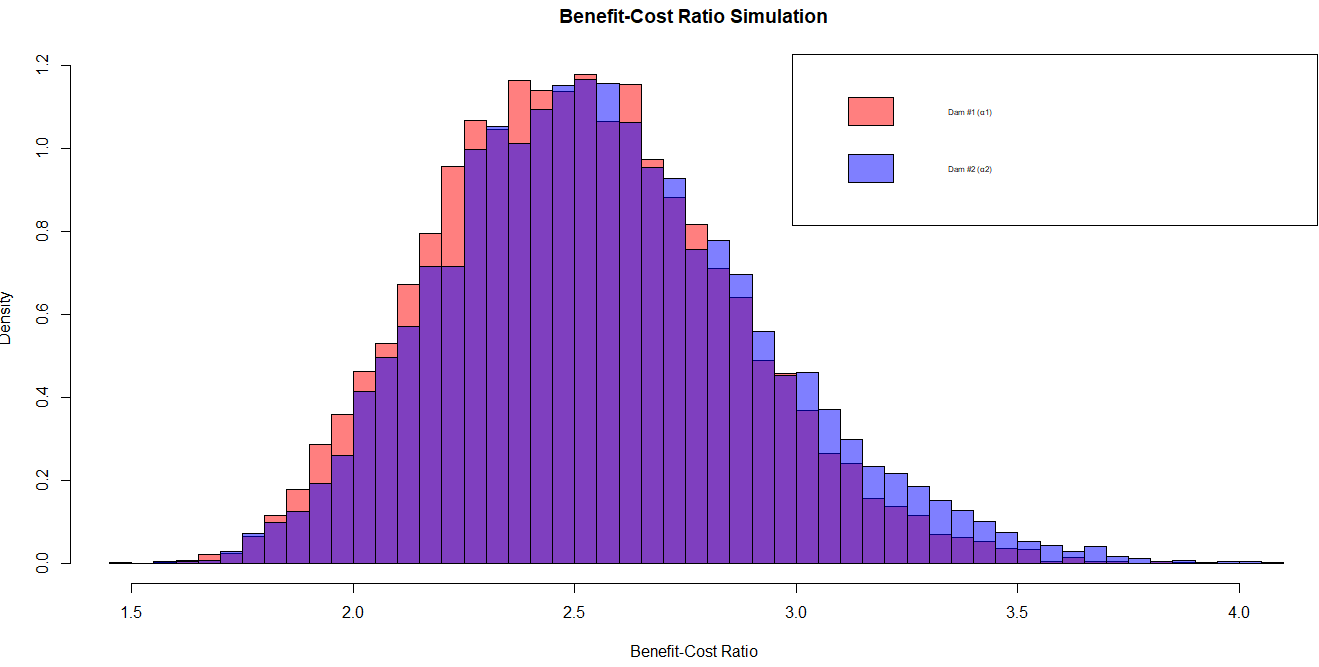 Benefit-Cost Ratio Simulation
Dam #1 (α1)
Dam #2 (α2)
Density
0.0
0.2
0.4
0.6
0.8
1.0
1.2
1.5 2.0 2.5 3.0 3.5 4.0
Benefit-Cost Ratio